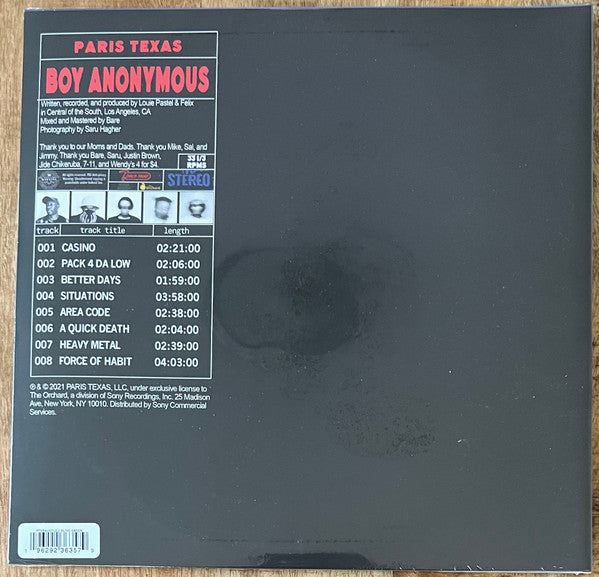 PARIS TEXAS
BOY ANONYMOUS
Written, recorded, and produced by Louie Pastel & Felix
in Central of the South, Los Angeles, CA
Mixed and Mastered by Bare
Photography by Saru Hagher
Thank you to our Moms and Dads. Thank you Mike, Sal, and
Jimmy. Thank you Bare, Saru, Justin Brown,
Jide Chikeruba, 7-11, and Wendy's 4 for $4.
33 1/3
RPMS
STEREO
track track title length
001 CASINO 02:21:00
002 PACK 4 DA LOW 02:06:00
003 BETTER DAYS 01:59:00
004 SITUATIONS 03:58:00
005 AREA CODE 02:38:00
006 A QUICK DEATH 02:04:00
007 HEAVY METAL 02:39:00
008 FORCE OF HABIT 04:03:00
℗ & © 2021 PARIS TEXAS, LLC, under exclusive license to
The Orchard, a division of Sony Recordings, Inc. 25 Madison
Ave, New York, NY 10010. Distributed by Sony Commercial
Services.
1 96292 36357 3